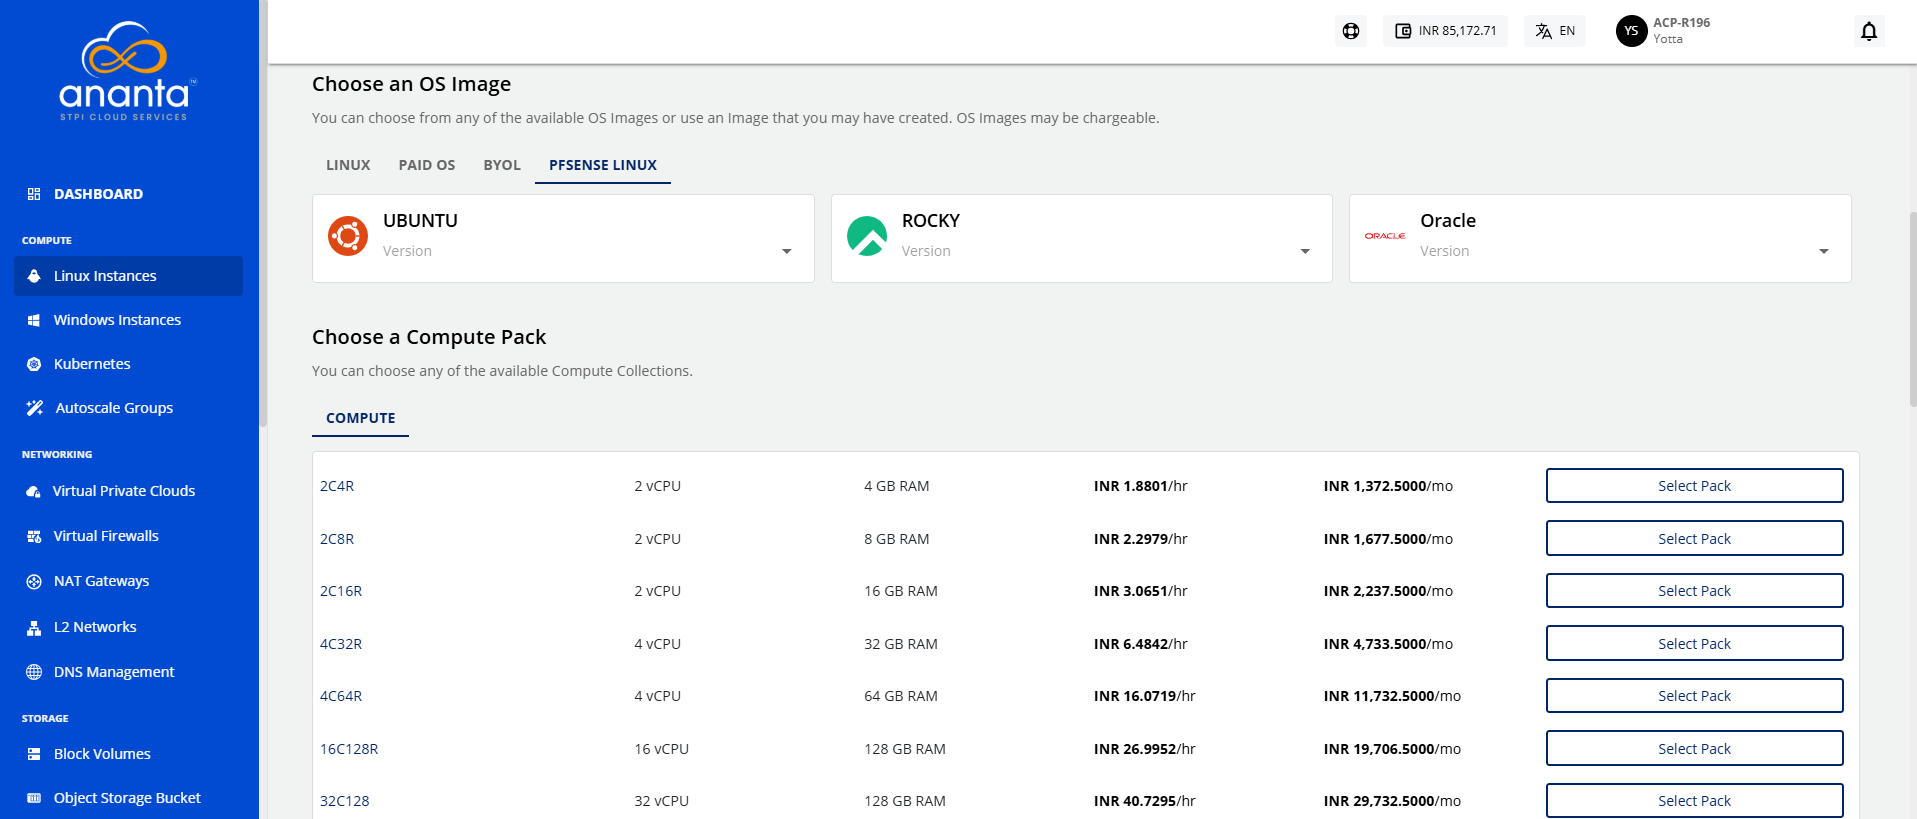 ananta
TM
STPI CLOUD SERVICES
DASHBOARD
COMPUTE
Linux Instances
Windows Instances
Kubernetes
Autoscale Groups
NETWORKING
Virtual Private Clouds
Virtual Firewalls
NAT Gateways
L2 Networks
DNS Management
STORAGE
Block Volumes
Object Storage Bucket
INR 85,172.71
EN
YS
ACP-R196
Yotta
Choose an OS Image
You can choose from any of the available OS Images or use an Image that you may have created. OS Images may be chargeable.
LINUX PAID OS BYOL PFSENSE LINUX
UBUNTU
Version
ROCKY
Version
ORACLE
Oracle
Version
Choose a Compute Pack
You can choose any of the available Compute Collections.
COMPUTE
2C4R 2 vCPU 4 GB RAM INR 1.8801/hr INR 1,372.5000/mo Select Pack
2C8R 2 vCPU 8 GB RAM INR 2.2979/hr INR 1,677.5000/mo Select Pack
2C16R 2 vCPU 16 GB RAM INR 3.0651/hr INR 2,237.5000/mo Select Pack
4C32R 4 vCPU 32 GB RAM INR 6.4842/hr INR 4,733.5000/mo Select Pack
4C64R 4 vCPU 64 GB RAM INR 16.0719/hr INR 11,732.5000/mo Select Pack
16C128R 16 vCPU 128 GB RAM INR 26.9952/hr INR 19,706.5000/mo Select Pack
32C128 32 vCPU 128 GB RAM INR 40.7295/hr INR 29,732.5000/mo Select Pack